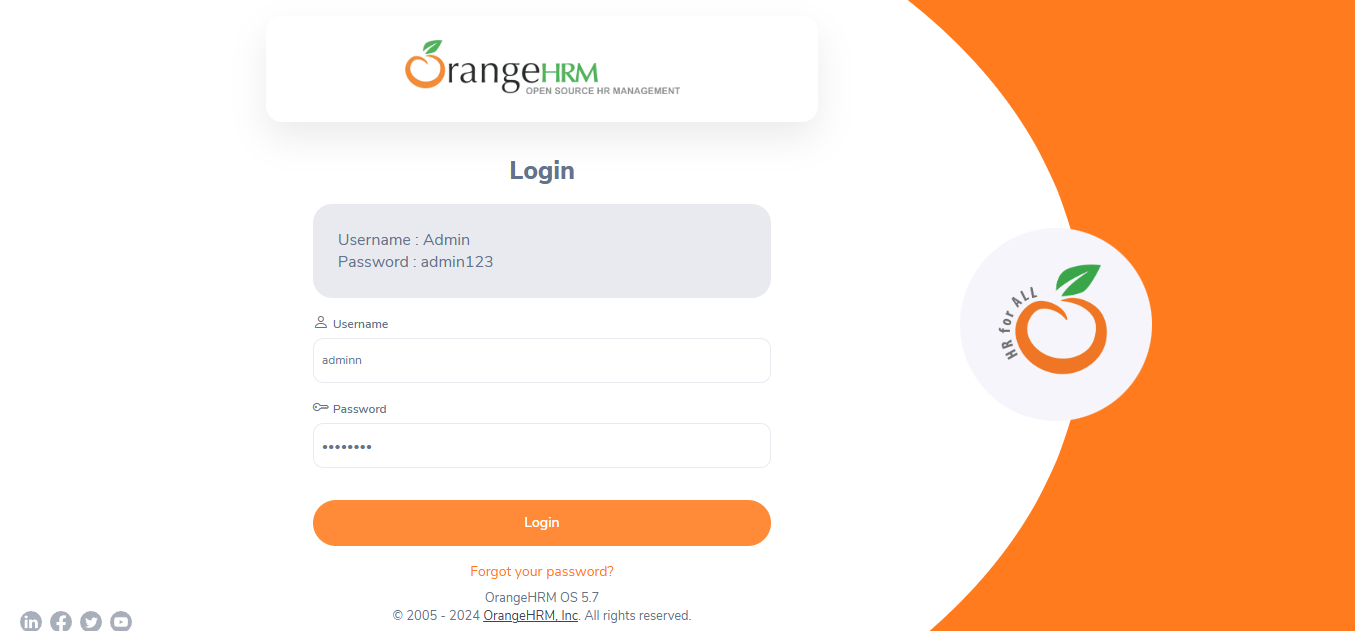 OrangeHRM
OPEN SOURCE HR MANAGEMENT
Login
Username : Admin
Password : admin123
Username
adminn
Password
••••••••
Login
Forgot your password?
OrangeHRM OS 5.7
© 2005 - 2024 OrangeHRM, Inc. All rights reserved.
HR for ALL